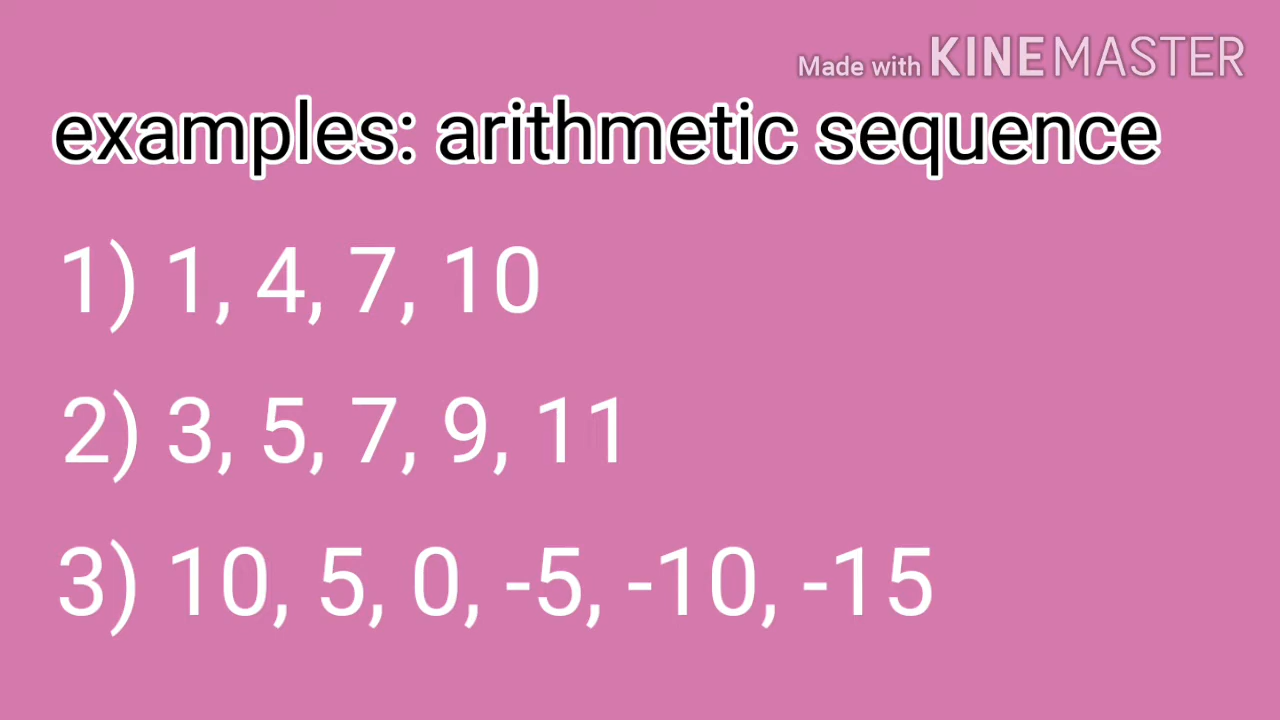 Made with KINEMASTER
examples: arithmetic sequence
1) 1, 4, 7, 10
2) 3, 5, 7, 9, 11
3) 10, 5, 0, -5, -10, -15